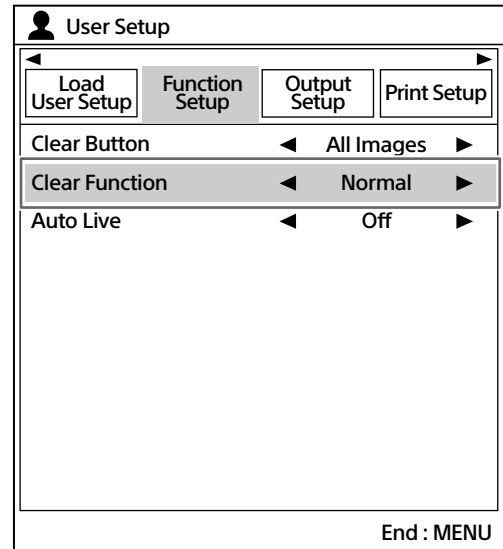 User Setup
Load User Setup Function Setup Output Setup Print Setup
Clear Button All Images
Clear Function Normal
Auto Live Off
End : MENU